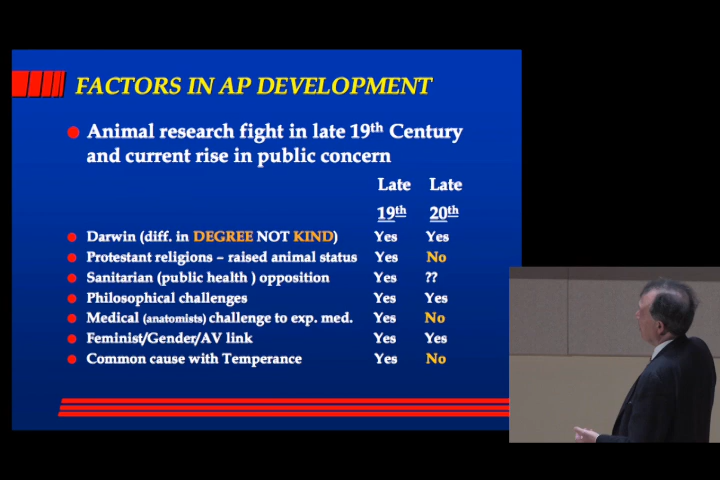 FACTORS IN AP DEVELOPMENT
Animal research fight in late 19th Century
and current rise in public concern
Late Late
19th 20th
Darwin (diff. in DEGREE NOT KIND) Yes Yes
Protestant religions – raised animal status Yes No
Sanitarian (public health ) opposition Yes ??
Philosophical challenges Yes Yes
Medical (anatomists) challenge to exp. med. Yes No
Feminist/Gender/AV link Yes Yes
Common cause with Temperance Yes No